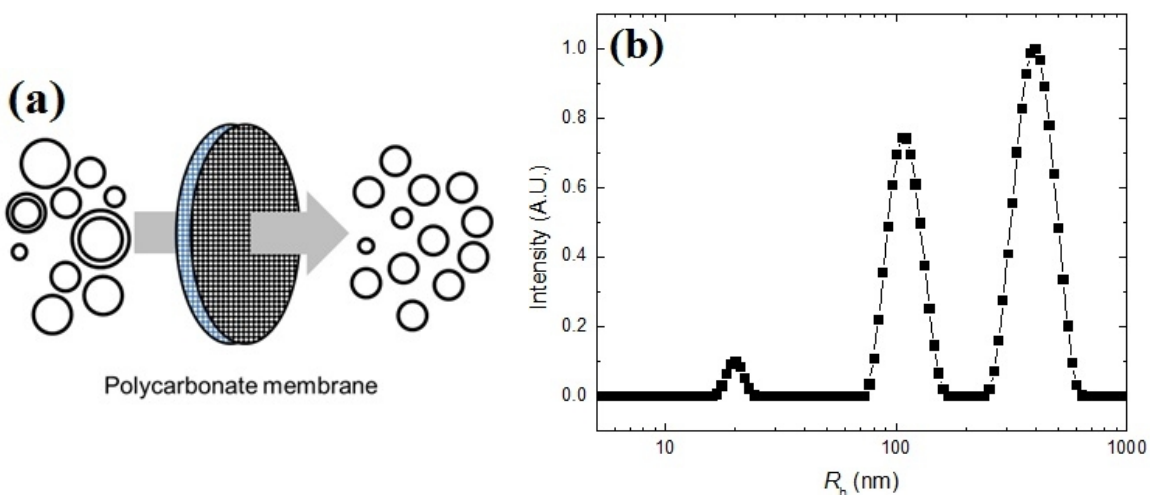 (a)
Polycarbonate membrane
(b)
Intensity (A.U.)
1.0
0.8
0.6
0.4
0.2
0.0
10 100 1000
Rh (nm)